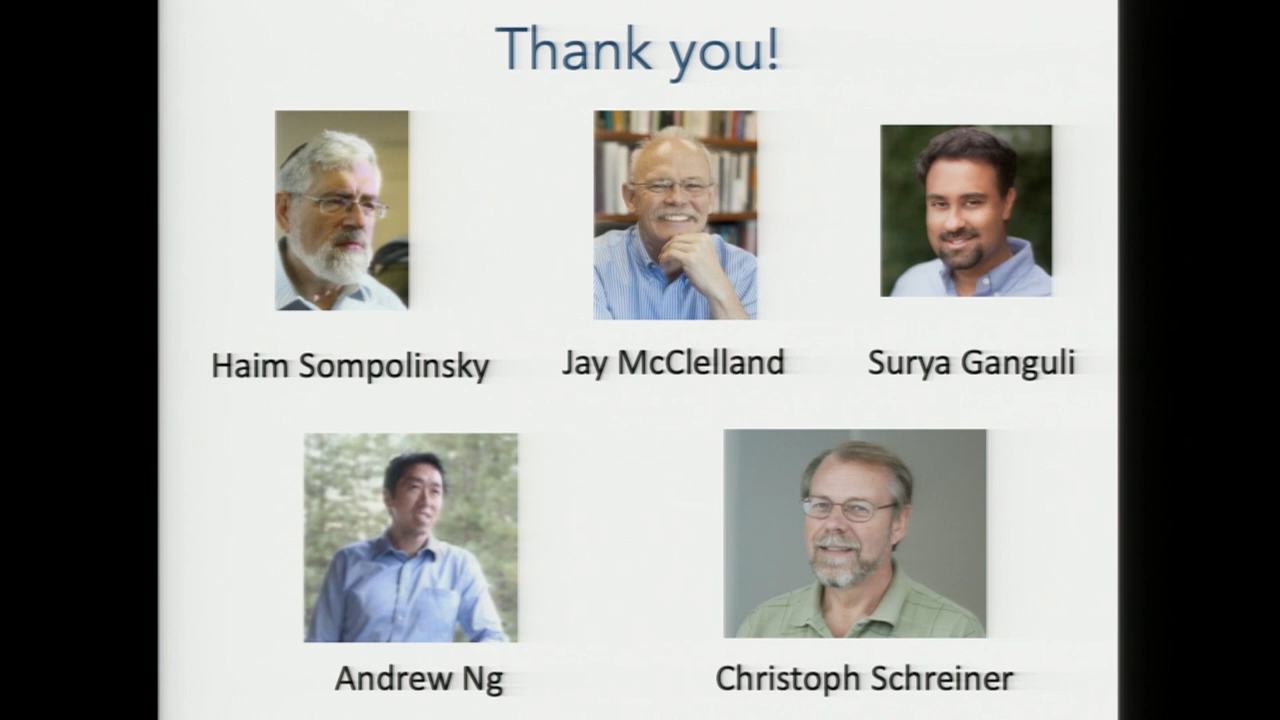 Thank you!
Haim Sompolinsky
Jay McClelland
Surya Ganguli
Andrew Ng
Christoph Schreiner